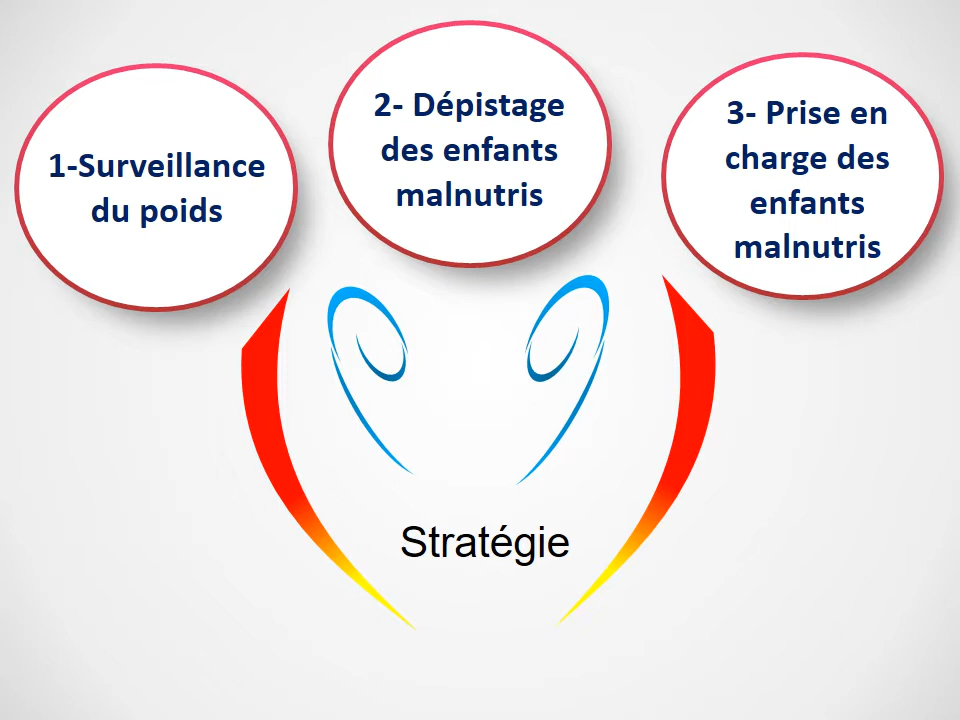 1-Surveillance
du poids
2- Dépistage
des enfants
malnutris
3- Prise en
charge des
enfants
malnutris
Stratégie